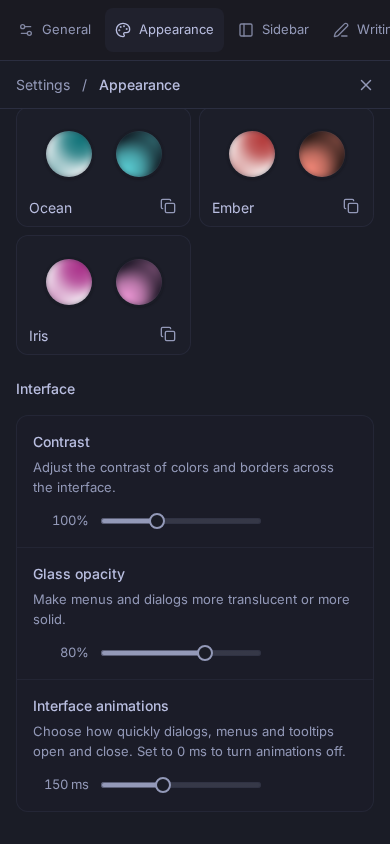 General
Appearance
Sidebar
Settings / Appearance
Ocean
Ember
Iris
Interface
Contrast
Adjust the contrast of colors and borders across
the interface.
100%
Glass opacity
Make menus and dialogs more translucent or more
solid.
80%
Interface animations
Choose how quickly dialogs, menus and tooltips
open and close. Set to 0 ms to turn animations off.
150 ms